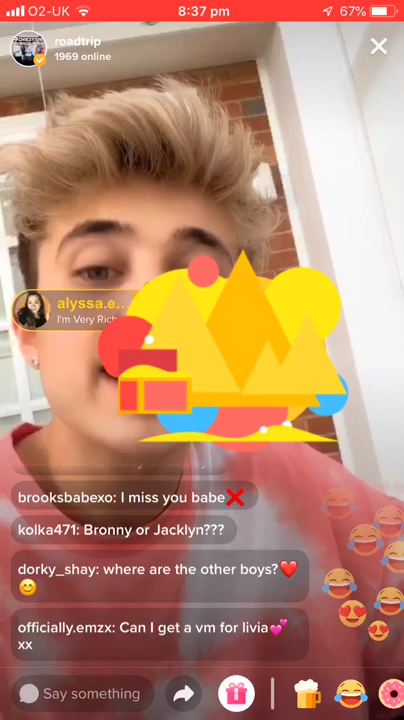 O2-UK 8:37 pm 67%
roadtrip
1969 online
alyssa.e...
I'm Very Rich
brooksbabexo: I miss you babe❌
kolka471: Bronny or Jacklyn???
dorky_shay: where are the other boys?❤️
😊
officially.emzx: Can I get a vm for livia💕
xx
Say something